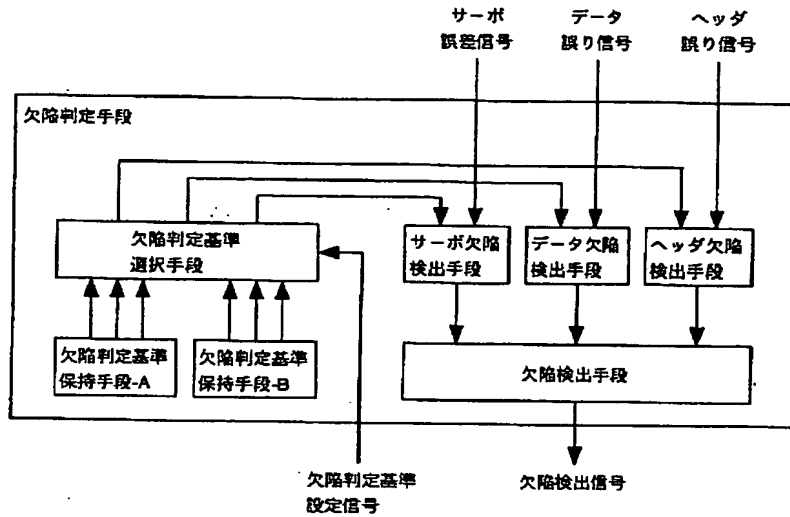 サーボ
誤差信号
データ
誤り信号
ヘッダ
誤り信号
欠陥判定手段
欠陥判定基準
選択手段
サーボ欠陥
検出手段
データ欠陥
検出手段
ヘッダ欠陥
検出手段
欠陥判定基準
保持手段-A
欠陥判定基準
保持手段-B
欠陥検出手段
欠陥判定基準
設定信号
欠陥検出信号